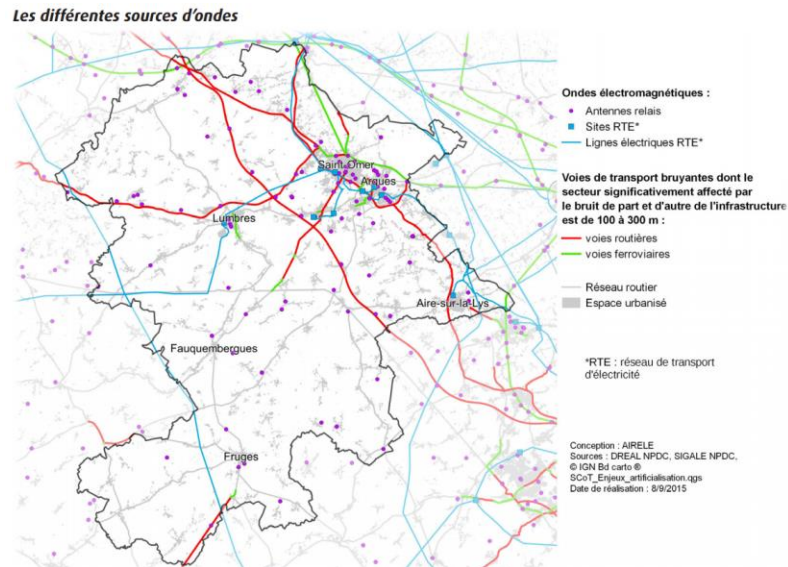 Les différentes sources d'ondes
Saint-Omer
Arques
Lumbres
Aire-sur-la-Lys
Fauquembergues
Fruges
Ondes électromagnétiques :
Antennes relais
Sites RTE*
Lignes électriques RTE*
Voies de transport bruyantes dont le
secteur significativement affecté par
le bruit de part et d'autre de l'infrastructure
est de 100 à 300 m :
voies routières
voies ferroviaires
Réseau routier
Espace urbanisé
*RTE : réseau de transport
d'électricité
Conception : AIRELE
Sources : DREAL NPDC, SIGALE NPDC,
© IGN Bd carto ®
SCoT_Enjeux_artificialisation.qgs
Date de réalisation : 8/9/2015